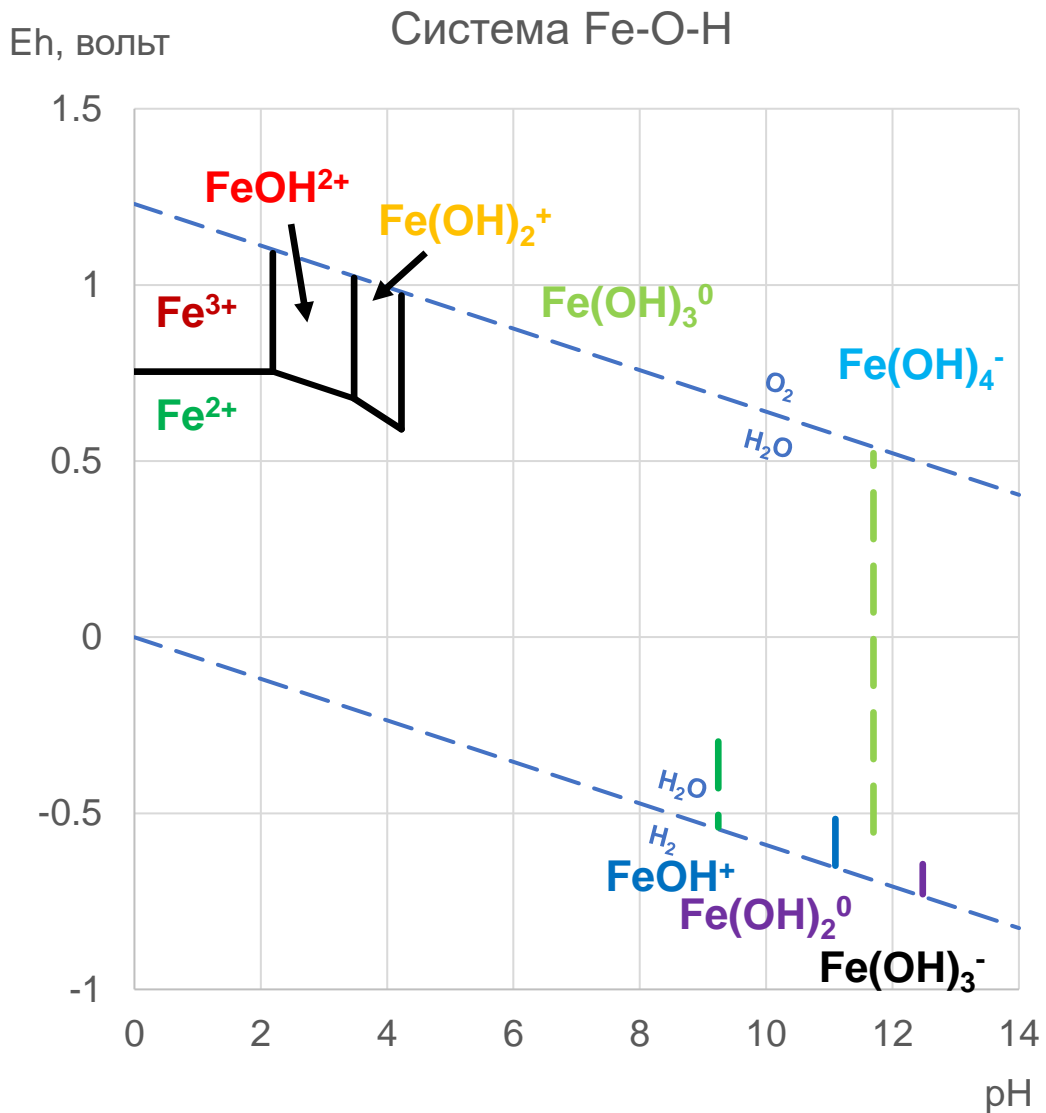 Система Fe-O-H
Eh, вольт
1.5
FeOH²⁺
Fe(OH)₂⁺
1
Fe³⁺
Fe(OH)₃⁰
Fe(OH)₄⁻
O₂
Fe²⁺
H₂O
0.5
0
H₂O
-0.5
H₂
FeOH⁺
Fe(OH)₂⁰
Fe(OH)₃⁻
-1
0 2 4 6 8 10 12 14
pH